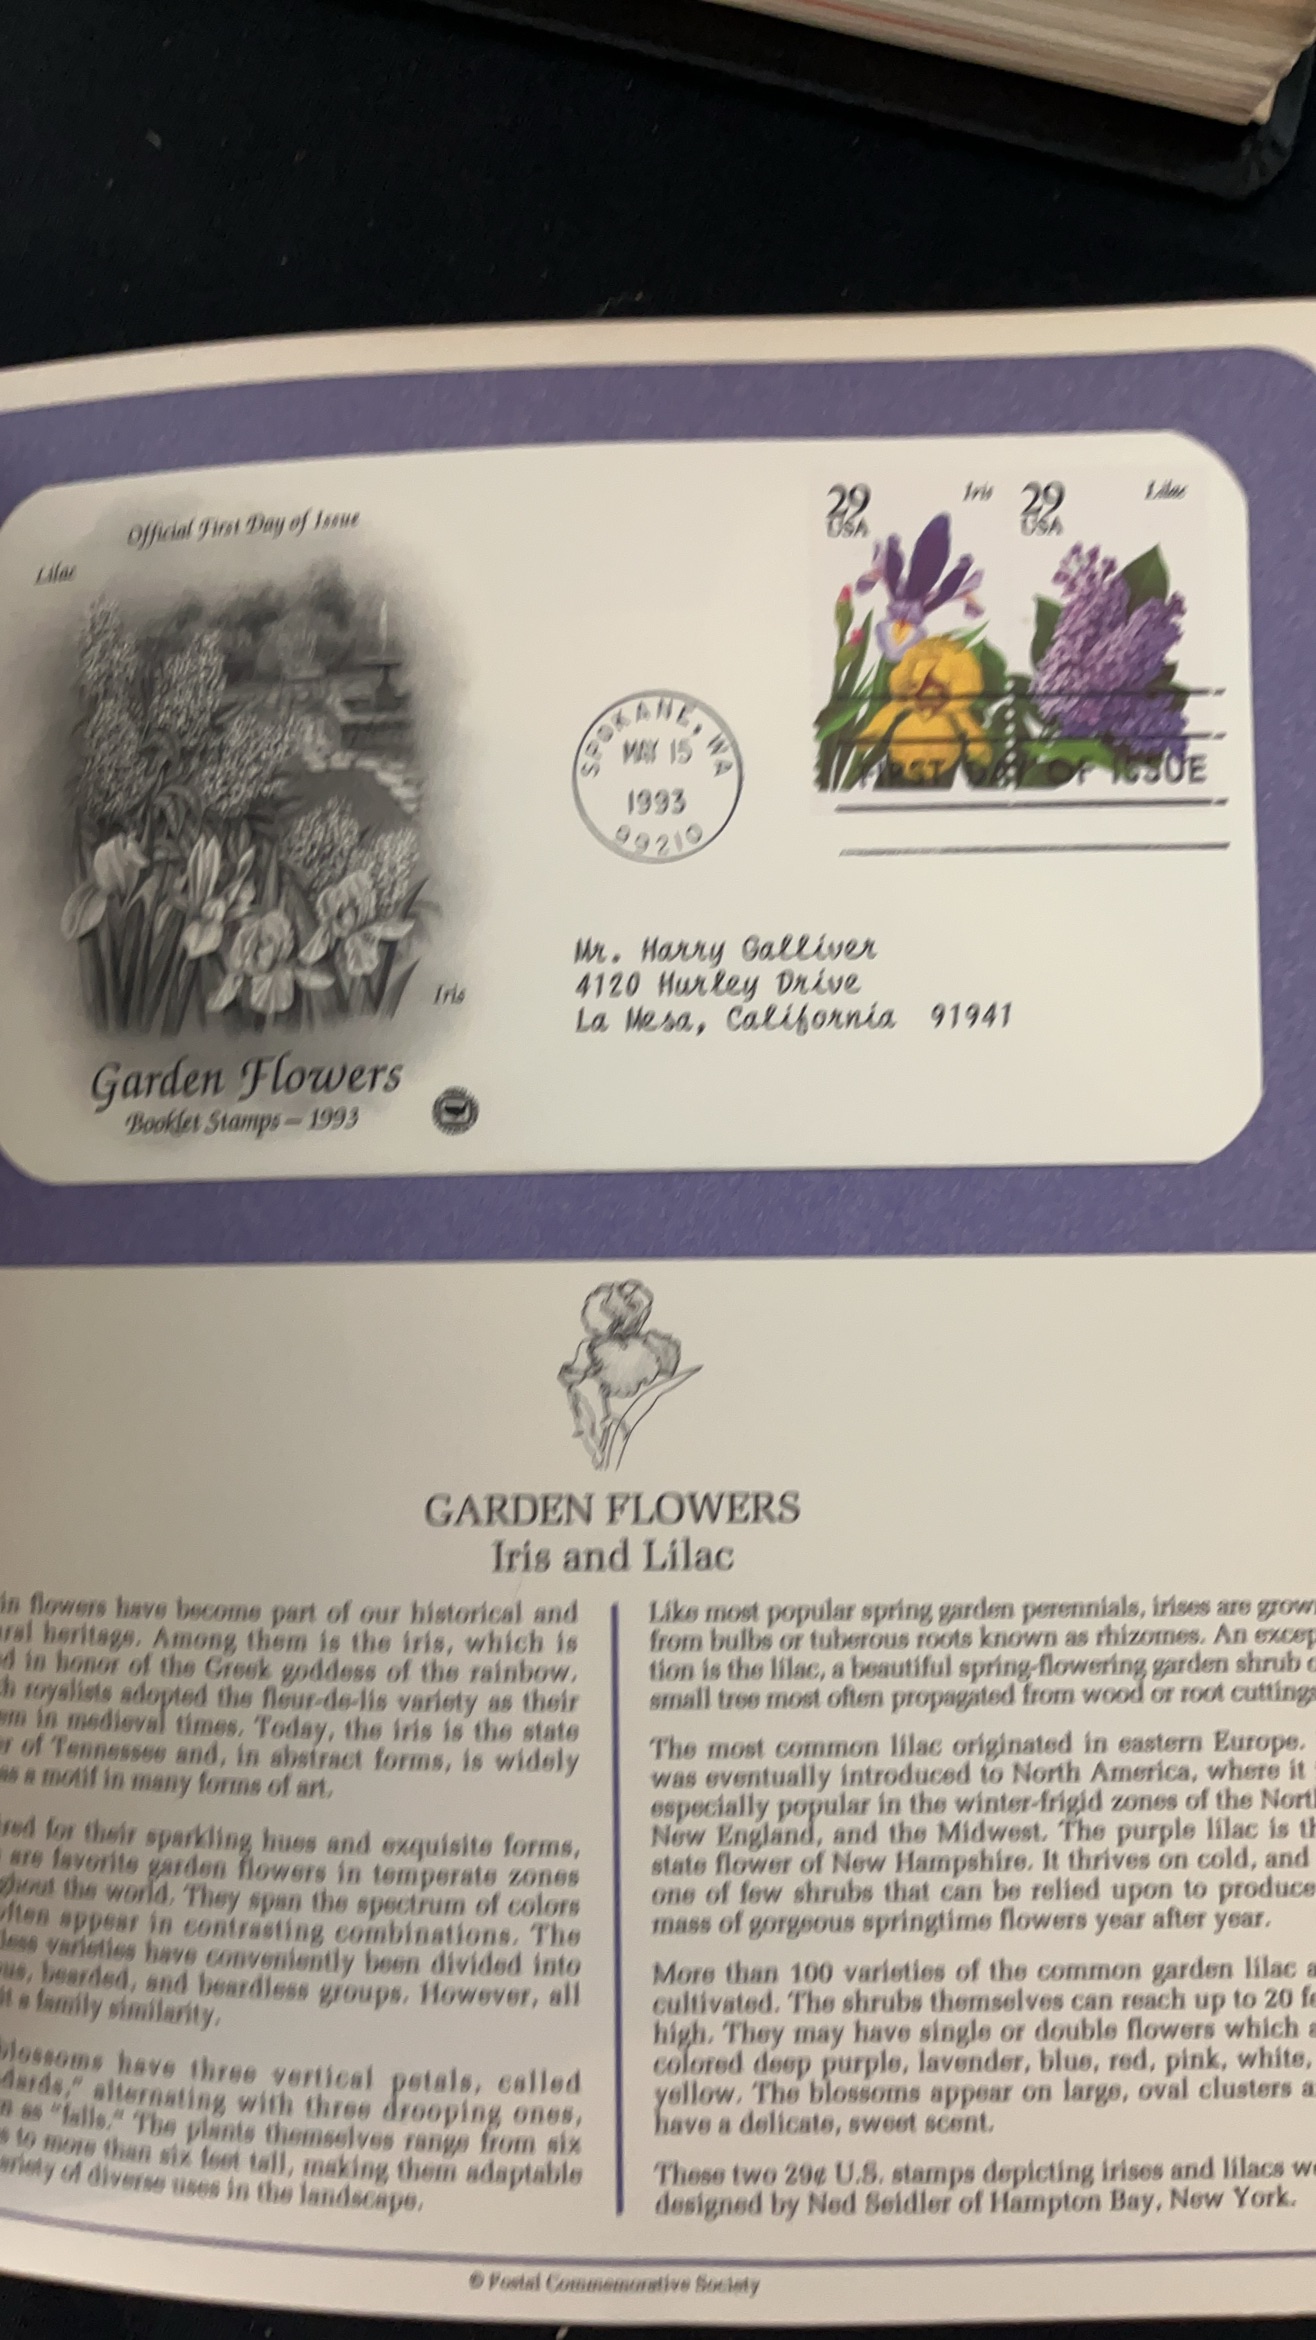 Official First Day of Issue
Lilac
29
USA
Iris
29
USA
Lilac
SPOKANE, WA
MAY 15
1993
99210
FIRST DAY OF ISSUE
Mr. Harry Galliver
4120 Hurley Drive
La Mesa, California 91941
Iris
Garden Flowers
Booklet Stamps – 1993
GARDEN FLOWERS
Iris and Lilac
in flowers have become part of our historical and
heritage. Among them is the iris, which is
in honor of the Greek goddess of the rainbow.
royalists adopted the fleur-de-lis variety as their
in medieval times. Today, the iris is the state
of Tennessee and, in abstract forms, is widely
as a motif in many forms of art.
for their sparkling hues and exquisite forms,
are favorite garden flowers in temperate zones
the world. They span the spectrum of colors
appear in contrasting combinations. The
varieties have conveniently been divided into
bearded, and beardless groups. However, all
a family similarity.
blossoms have three vertical petals, called
alternating with three drooping ones,
as "falls." The plants themselves range from six
to more than six feet tall, making them adaptable
of diverse uses in the landscape.
Like most popular spring garden perennials, irises are grow
from bulbs or tuberous roots known as rhizomes. An excep
tion is the lilac, a beautiful spring-flowering garden shrub
small tree most often propagated from wood or root cuttings
The most common lilac originated in eastern Europe.
was eventually introduced to North America, where it
especially popular in the winter-frigid zones of the North
New England, and the Midwest. The purple lilac is th
state flower of New Hampshire. It thrives on cold, and
one of few shrubs that can be relied upon to produce
mass of gorgeous springtime flowers year after year.
More than 100 varieties of the common garden lilac a
cultivated. The shrubs themselves can reach up to 20 fe
high. They may have single or double flowers which a
colored deep purple, lavender, blue, red, pink, white,
yellow. The blossoms appear on large, oval clusters a
have a delicate, sweet scent.
These two 29¢ U.S. stamps depicting irises and lilacs we
designed by Ned Seidler of Hampton Bay, New York.
© Postal Commemorative Society